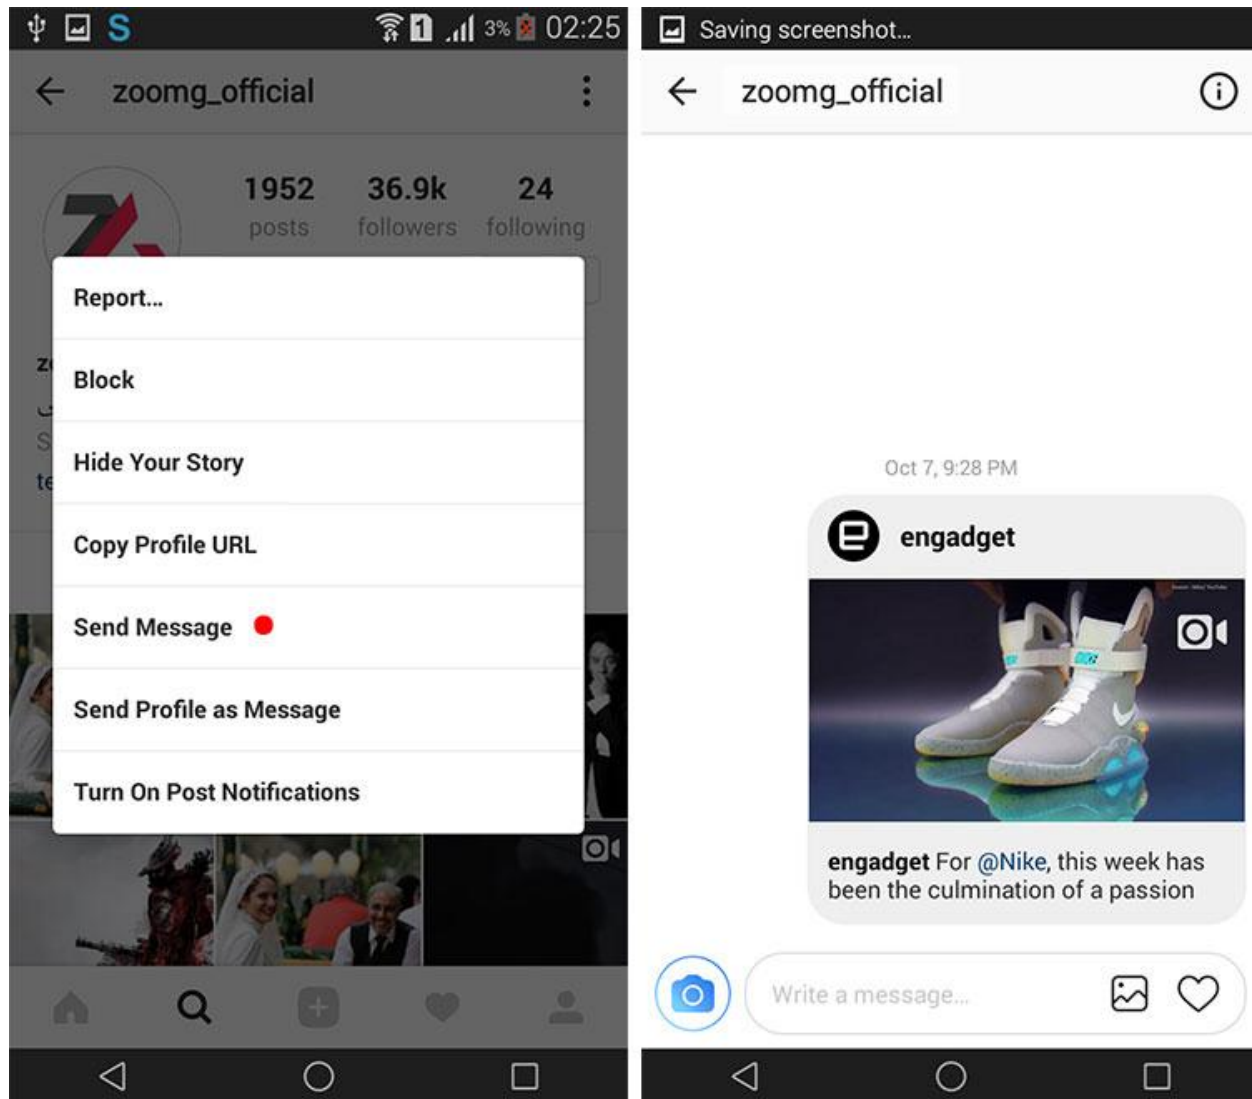 S
1
3%
02:25
zoomg_official
1952
36.9k
24
posts
followers
following
Report...
Block
Hide Your Story
Copy Profile URL
Send Message
Send Profile as Message
Turn On Post Notifications
Saving screenshot...
zoomg_official
Oct 7, 9:28 PM
engadget
engadget For @Nike, this week has
been the culmination of a passion
Write a message...